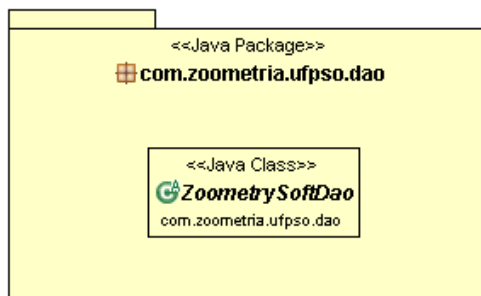 <<Java Package>>
com.zoometria.ufpso.dao
<<Java Class>>
ZoometrySoftDao
com.zoometria.ufpso.dao